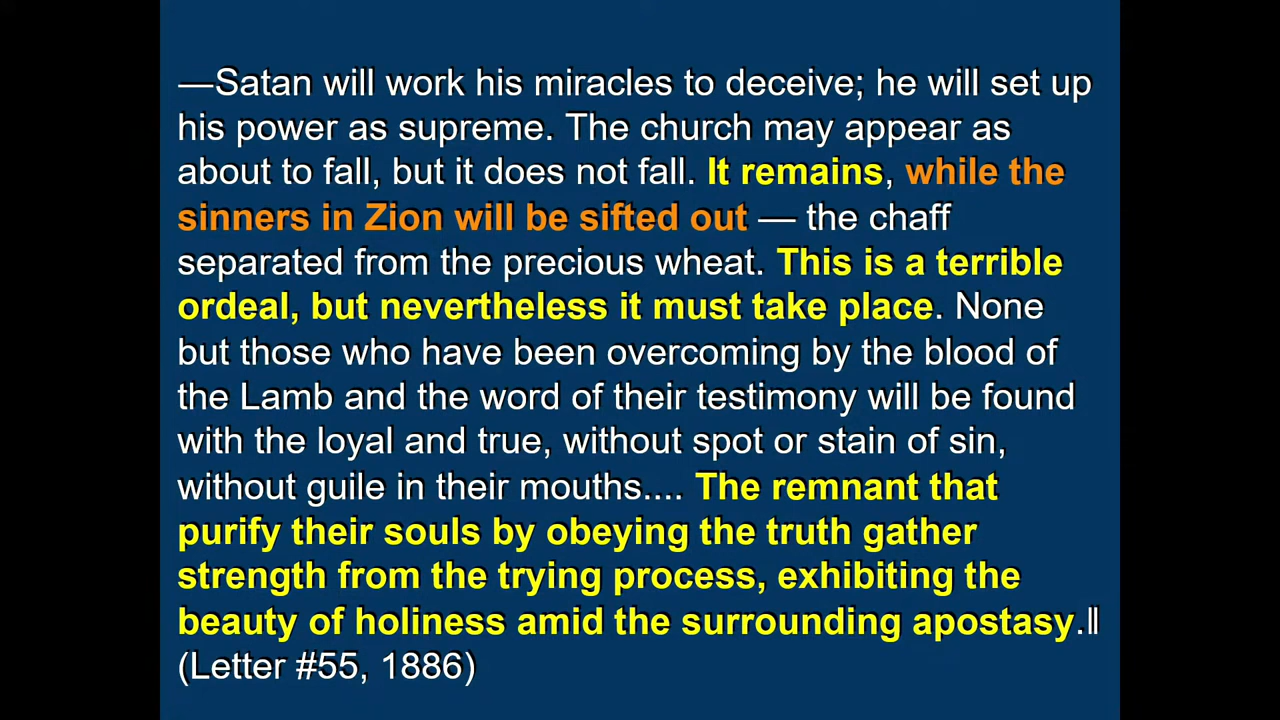 —Satan will work his miracles to deceive; he will set up
his power as supreme. The church may appear as
about to fall, but it does not fall. It remains, while the
sinners in Zion will be sifted out — the chaff
separated from the precious wheat. This is a terrible
ordeal, but nevertheless it must take place. None
but those who have been overcoming by the blood of
the Lamb and the word of their testimony will be found
with the loyal and true, without spot or stain of sin,
without guile in their mouths.... The remnant that
purify their souls by obeying the truth gather
strength from the trying process, exhibiting the
beauty of holiness amid the surrounding apostasy.‖
(Letter #55, 1886)